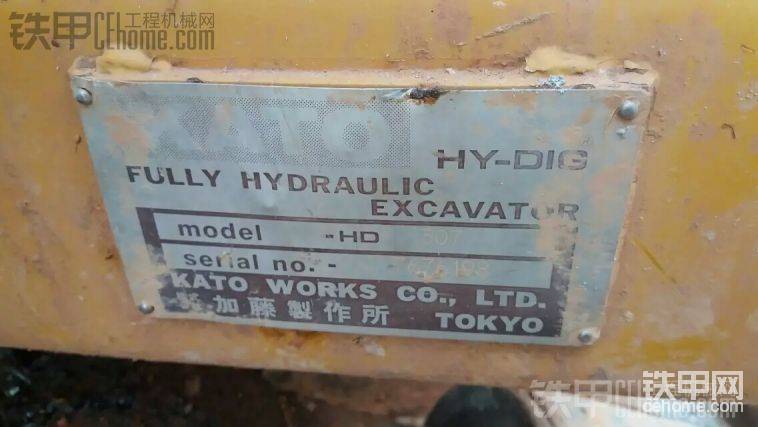 铁甲 工程机械网
CEhome.com
KATO
HY-DIG
FULLY HYDRAULIC
EXCAVATOR
model -HD
serial no. -
KATO WORKS CO., LTD.
加藤製作所 TOKYO
铁甲网
cehome.com